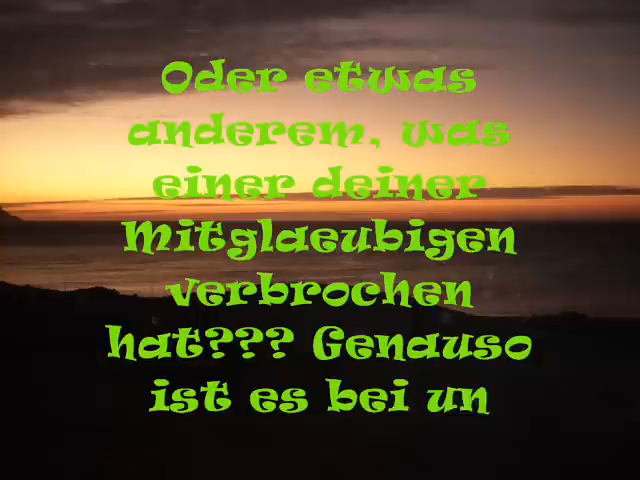 Oder etwas
anderem, was
einer deiner
Mitglaeubigen
verbrochen
hat??? Genauso
ist es bei un